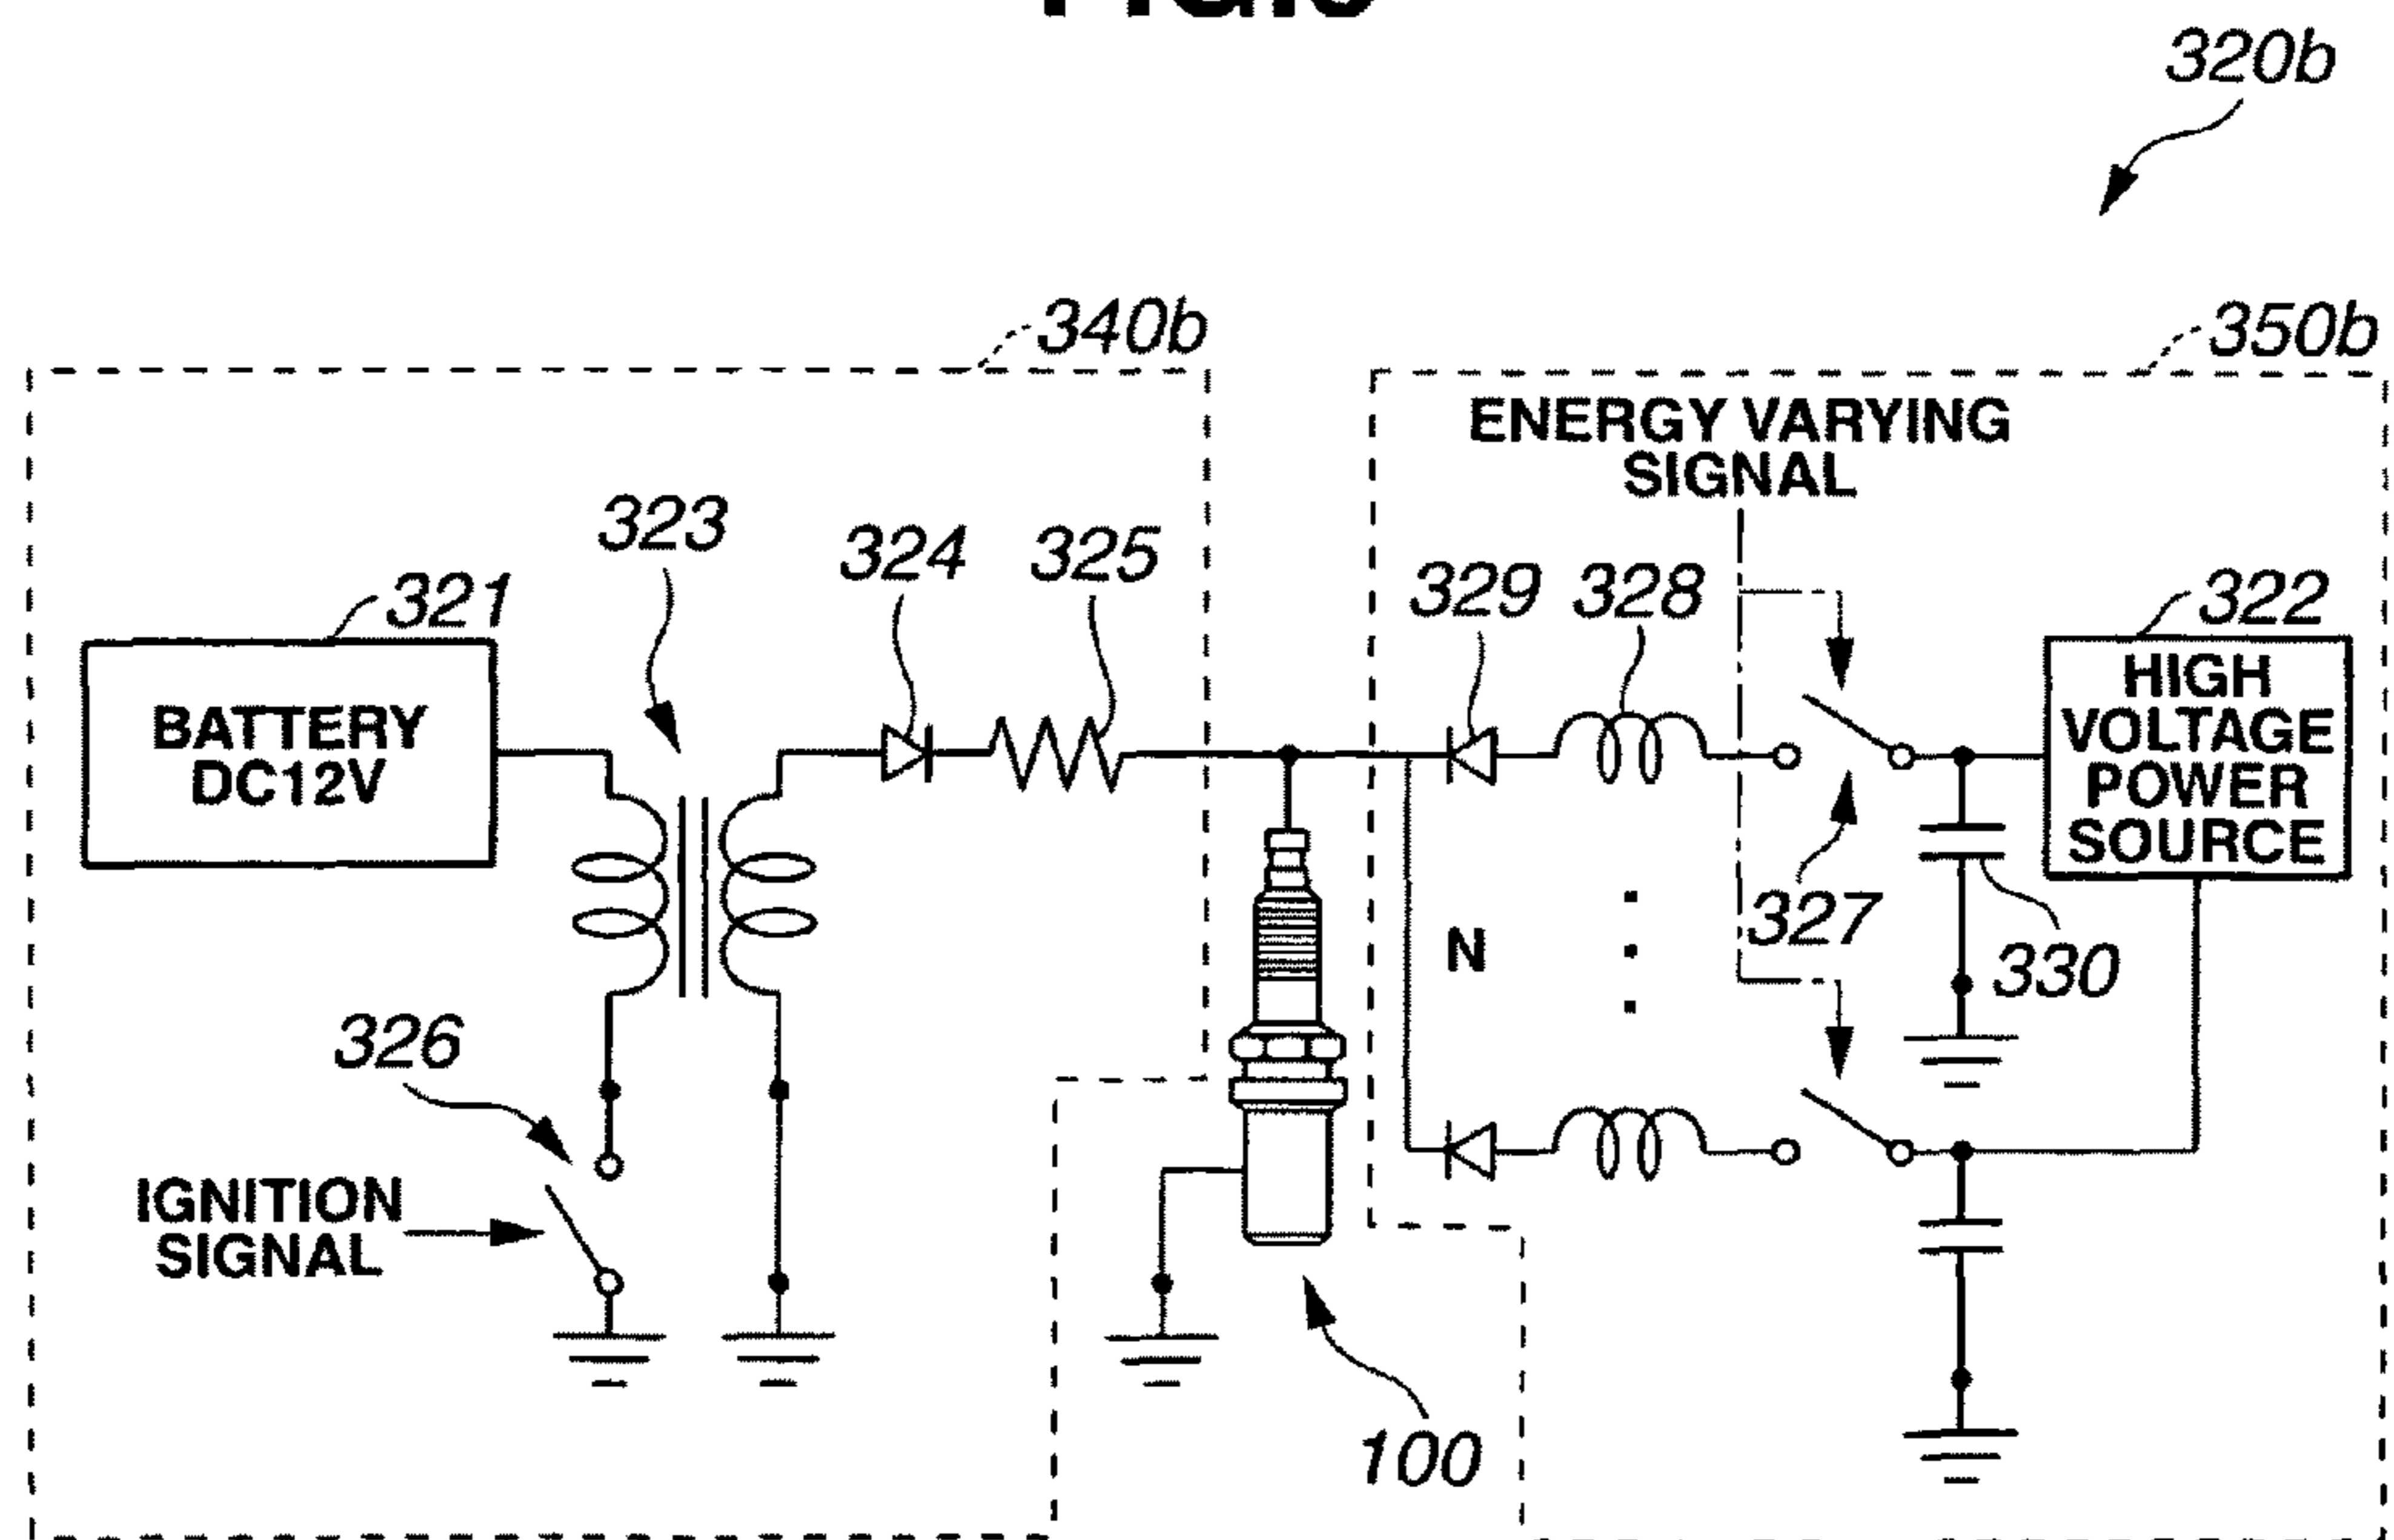 320b
340b
350b
ENERGY VARYING
SIGNAL
323
324
325
329
328
321
322
BATTERY
DC12V
HIGH
VOLTAGE
POWER
SOURCE
327
N
330
326
IGNITION
SIGNAL
100